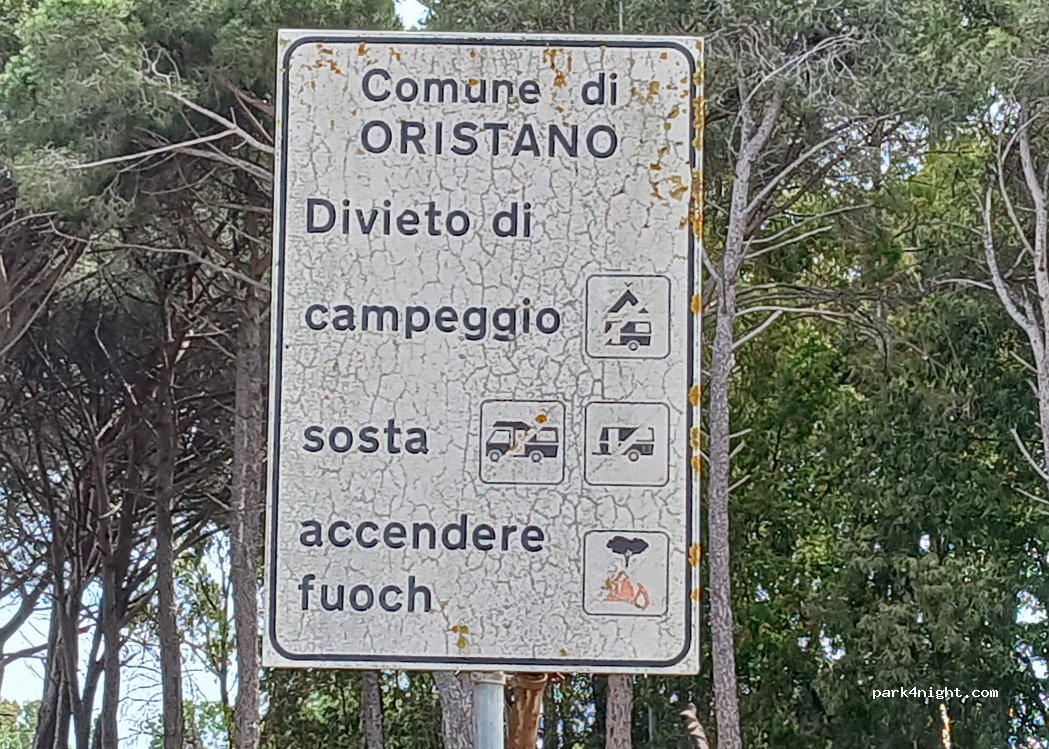 Comune di
ORISTANO
Divieto di
campeggio
sosta
accendere
fuoch
park4night.com